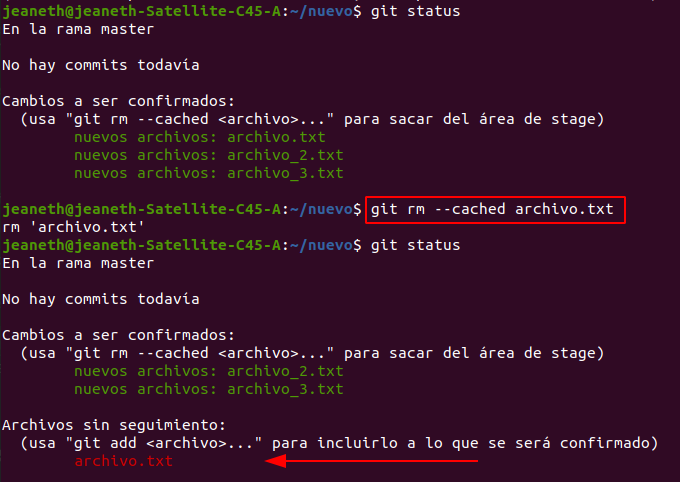 jeaneth@jeaneth-Satellite-C45-A:~/nuevo$ git status
En la rama master
No hay commits todavía
Cambios a ser confirmados:
(usa "git rm --cached <archivo>..." para sacar del área de stage)
nuevos archivos: archivo.txt
nuevos archivos: archivo_2.txt
nuevos archivos: archivo_3.txt
jeaneth@jeaneth-Satellite-C45-A:~/nuevo$ git rm --cached archivo.txt
rm 'archivo.txt'
jeaneth@jeaneth-Satellite-C45-A:~/nuevo$ git status
En la rama master
No hay commits todavía
Cambios a ser confirmados:
(usa "git rm --cached <archivo>..." para sacar del área de stage)
nuevos archivos: archivo_2.txt
nuevos archivos: archivo_3.txt
Archivos sin seguimiento:
(usa "git add <archivo>..." para incluirlo a lo que se será confirmado)
archivo.txt